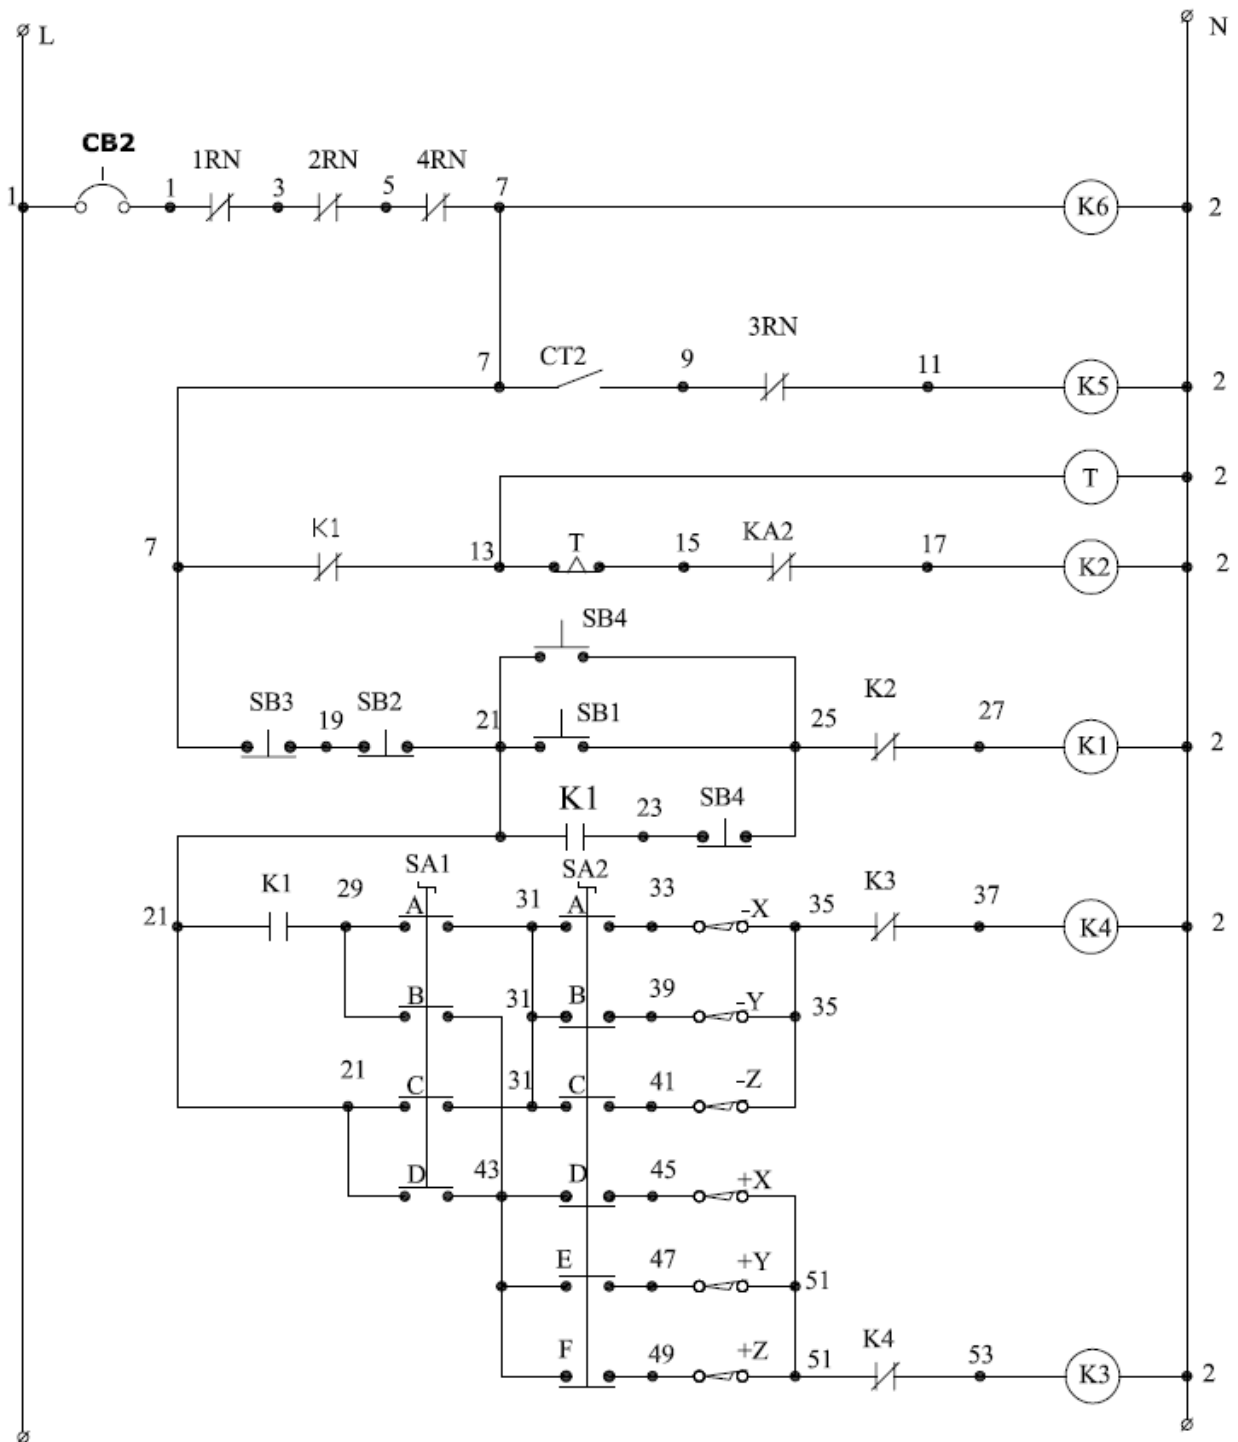 L N
CB2
1RN 2RN 4RN
1 1 3 5 7 K6 2
3RN
7 CT2 9 11 K5 2
T 2
K1
7 13 T 15 KA2 17 K2 2
SB4
K2
SB3 19 SB2 21 SB1 25 27 K1 2
K1 23 SB4
SA1 SA2
K1 29 A 31 A 33 -X 35 K3 37
21 K4 2
B 31 B 39 -Y 35
21 C 31 C 41 -Z
D 43 D 45 +X
E 47 +Y 51
F 49 +Z 51 K4 53 K3 2